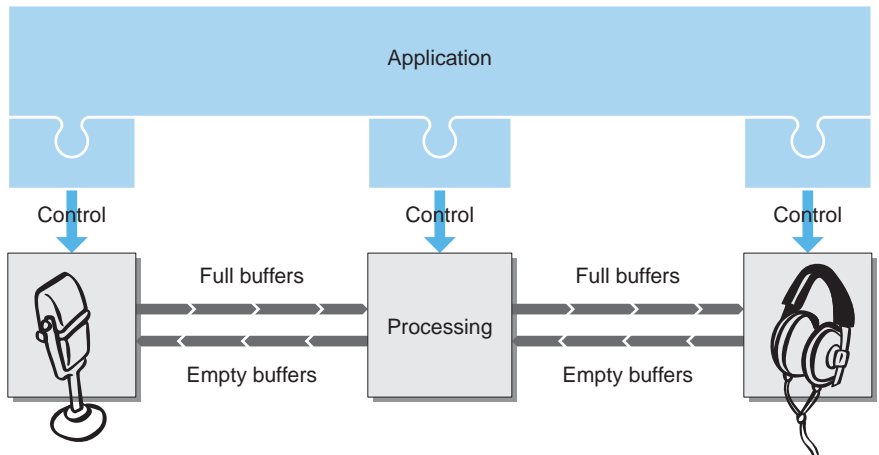 Application
Control
Control
Control
Full buffers
Full buffers
Processing
Empty buffers
Empty buffers